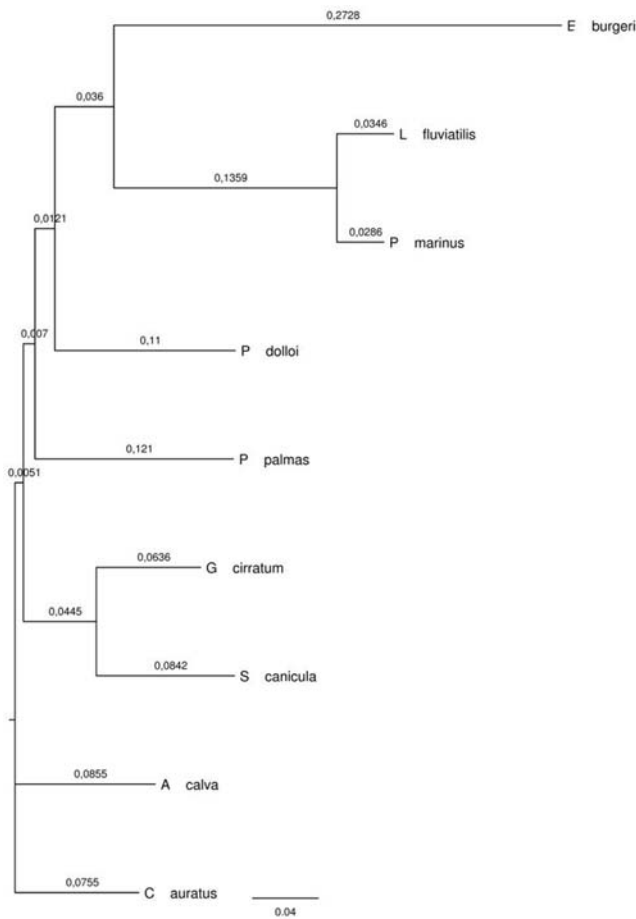 0,2728
E burgeri
0,036
0,0346
L fluviatilis
0,1359
0,0121
0,0286
P marinus
0,007
0,11
P dolloi
0,121
P palmas
0,0051
0,0636
G cirratum
0,0445
0,0842
S canicula
0,0855
A calva
0,0755
C auratus
0.04